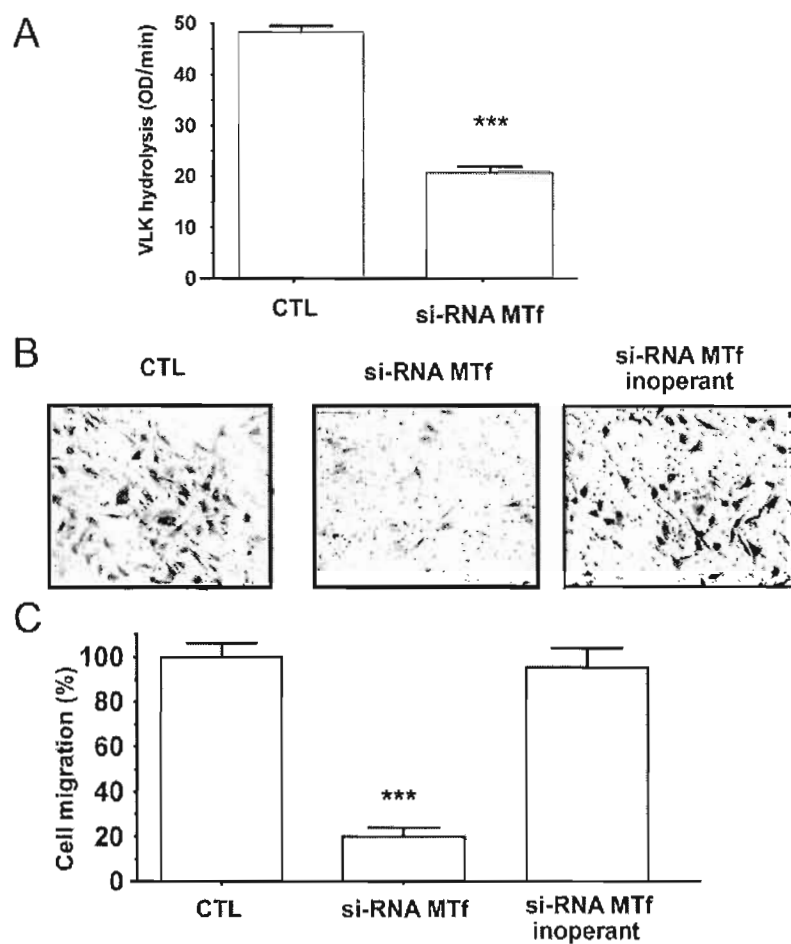 A
VLK hydrolysis (OD/min)
50
40
30
20
10
0
***
CTL
si-RNA MTf
B
CTL
si-RNA MTf
si-RNA MTf
inoperant
C
Cell migration (%)
100
80
60
40
20
0
***
CTL
si-RNA MTf
si-RNA MTf
inoperant